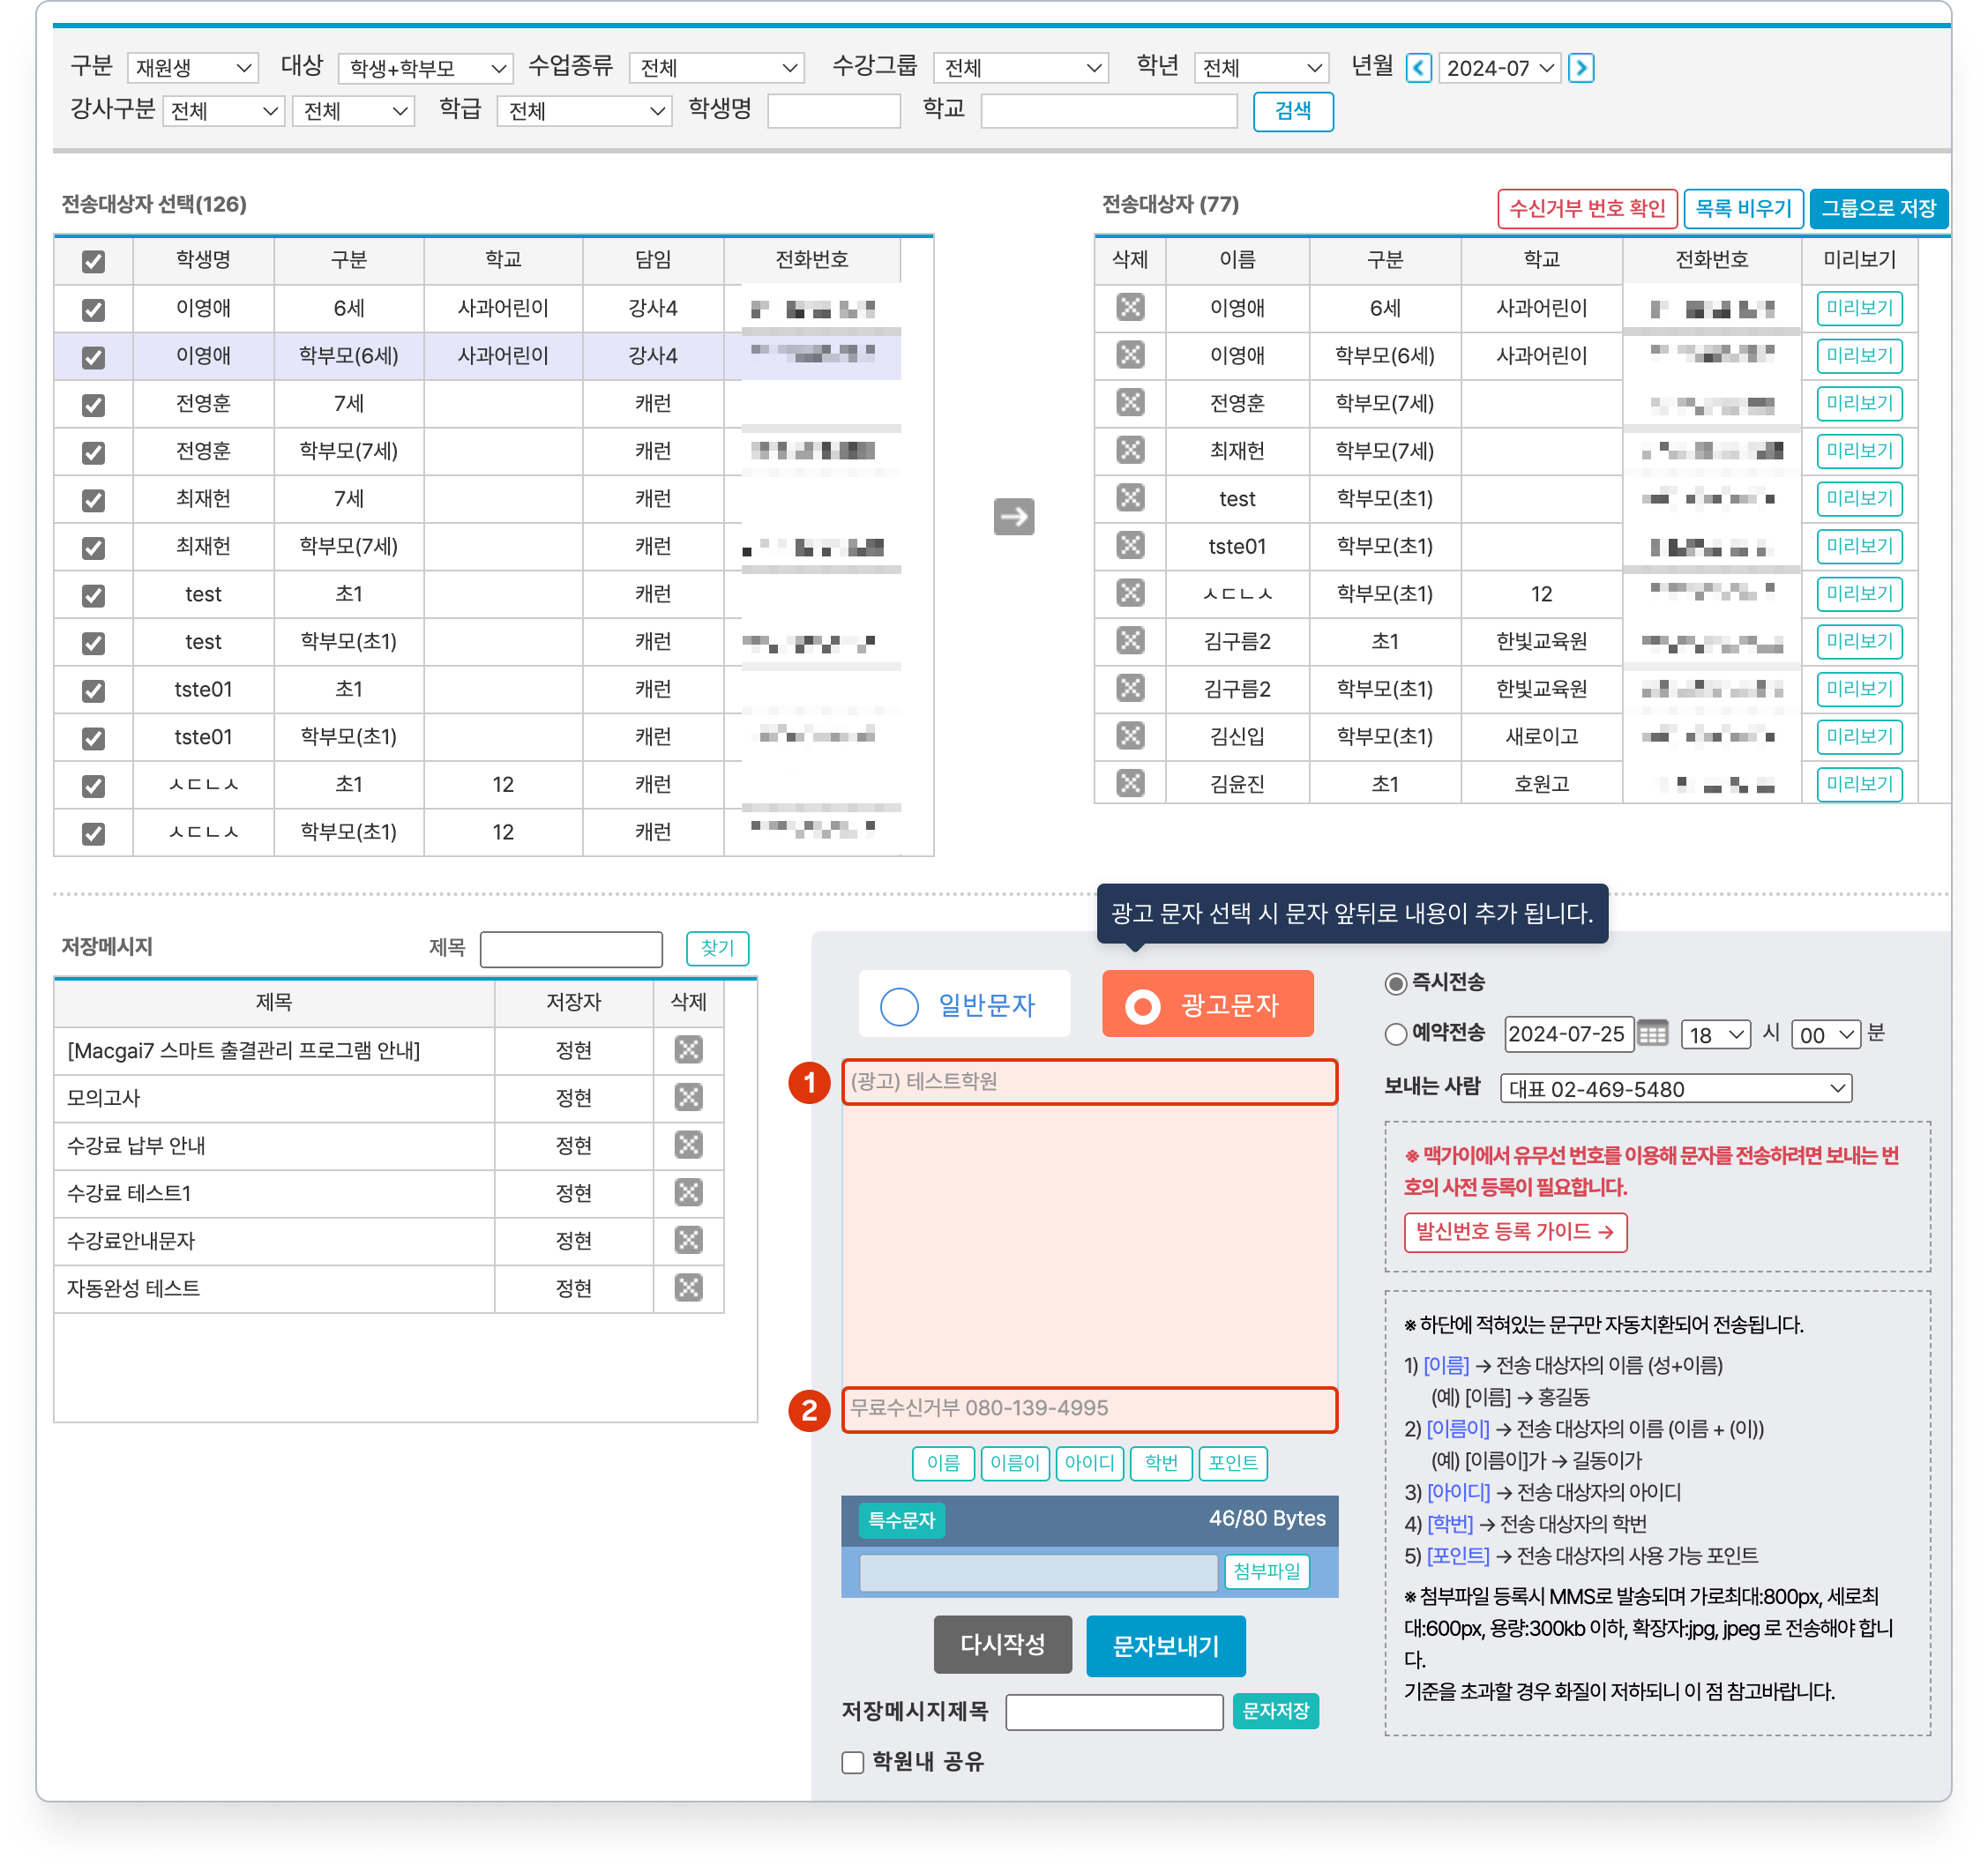 구분 재원생 대상 학생+학부모 수업종류 전체 수강그룹 전체 학년 전체 년월 2024-07
강사구분 전체 전체 학급 전체 학생명 학교 검색
전송대상자 선택(126)
학생명 구분 학교 담임 전화번호
이영애 6세 사과어린이 강사4
이영애 학부모(6세) 사과어린이 강사4
전영훈 7세 캐런
전영훈 학부모(7세) 캐런
최재헌 7세 캐런
최재헌 학부모(7세) 캐런
test 초1 캐런
test 학부모(초1) 캐런
tste01 초1 캐런
tste01 학부모(초1) 캐런
ㅅㄷㄴㅅ 초1 12 캐런
ㅅㄷㄴㅅ 학부모(초1) 12 캐런
전송대상자 (77) 수신거부 번호 확인 목록 비우기 그룹으로 저장
삭제 이름 구분 학교 전화번호 미리보기
이영애 6세 사과어린이 미리보기
이영애 학부모(6세) 사과어린이 미리보기
전영훈 학부모(7세) 미리보기
최재헌 학부모(7세) 미리보기
test 학부모(초1) 미리보기
tste01 학부모(초1) 미리보기
ㅅㄷㄴㅅ 학부모(초1) 12 미리보기
김구름2 초1 한빛교육원 미리보기
김구름2 학부모(초1) 한빛교육원 미리보기
김신입 학부모(초1) 새로이고 미리보기
김윤진 초1 호원고 미리보기
저장메시지 제목 찾기
제목 저장자 삭제
[Macgai7 스마트 출결관리 프로그램 안내] 정현
모의고사 정현
수강료 납부 안내 정현
수강료 테스트1 정현
수강료안내문자 정현
자동완성 테스트 정현
광고 문자 선택 시 문자 앞뒤로 내용이 추가 됩니다.
일반문자 광고문자
1 (광고) 테스트학원
2 무료수신거부 080-139-4995
이름 이름이 아이디 학번 포인트
특수문자 46/80 Bytes
첨부파일
다시작성 문자보내기
저장메시지제목 문자저장
학원내 공유
즉시전송
예약전송 2024-07-25 18 시 00 분
보내는 사람 대표 02-469-5480
※ 맥가이에서 유무선 번호를 이용해 문자를 전송하려면 보내는 번
호의 사전 등록이 필요합니다.
발신번호 등록 가이드 →
※ 하단에 적혀있는 문구만 자동치환되어 전송됩니다.
1) [이름] → 전송 대상자의 이름 (성+이름)
(예) [이름] → 홍길동
2) [이름이] → 전송 대상자의 이름 (이름 + (이))
(예) [이름이]가 → 길동이가
3) [아이디] → 전송 대상자의 아이디
4) [학번] → 전송 대상자의 학번
5) [포인트] → 전송 대상자의 사용 가능 포인트
※ 첨부파일 등록시 MMS로 발송되며 가로최대:800px, 세로최
대:600px, 용량:300kb 이하, 확장자:jpg, jpeg 로 전송해야 합니
다.
기준을 초과할 경우 화질이 저하되니 이 점 참고바랍니다.